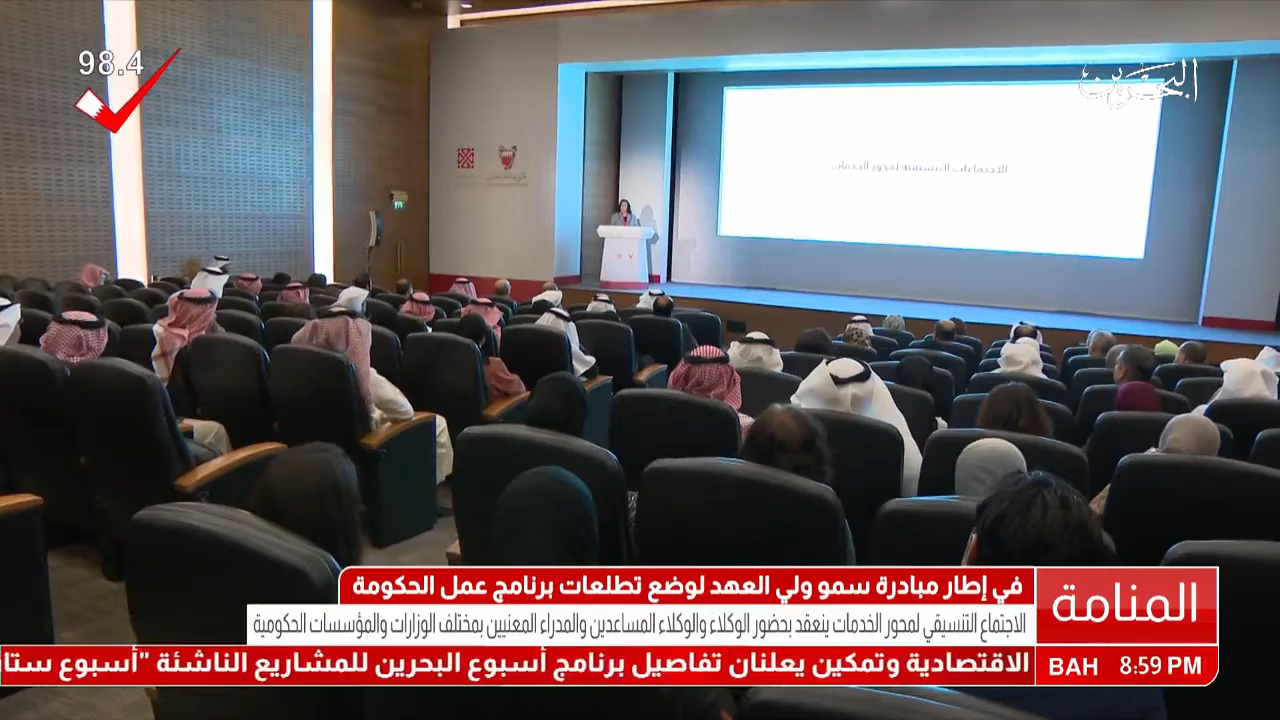 98.4
البحرين
الاجتماعات التنسيقية لمحور الخدمات
في إطار مبادرة سمو ولي العهد لوضع تطلعات برنامج عمل الحكومة
المنامة
الاجتماع التنسيقي لمحور الخدمات ينعقد بحضور الوكلاء والوكلاء المساعدين والمدراء المعنيين بمختلف الوزارات والمؤسسات الحكومية
الاقتصادية وتمكين يعلنان تفاصيل برنامج أسبوع البحرين للمشاريع الناشئة "أسبوع ستا
BAH 8:59 PM